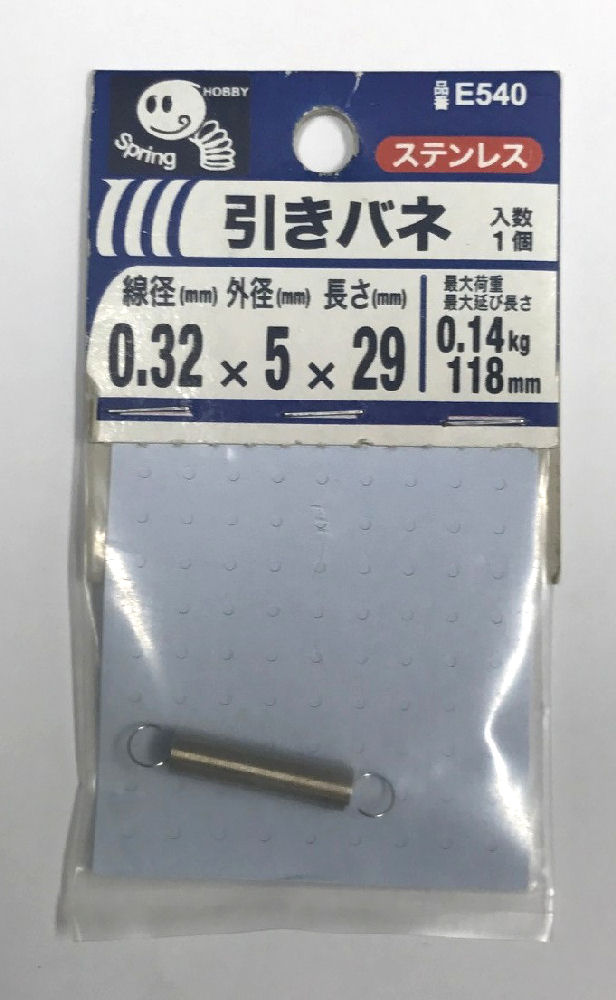 HOBBY
Spring
品番 E540
ステンレス
引きバネ
入数
1個
線径(mm) 外径(mm) 長さ(mm)
0.32 × 5 × 29
最大荷重
最大延び長さ
0.14kg
118mm